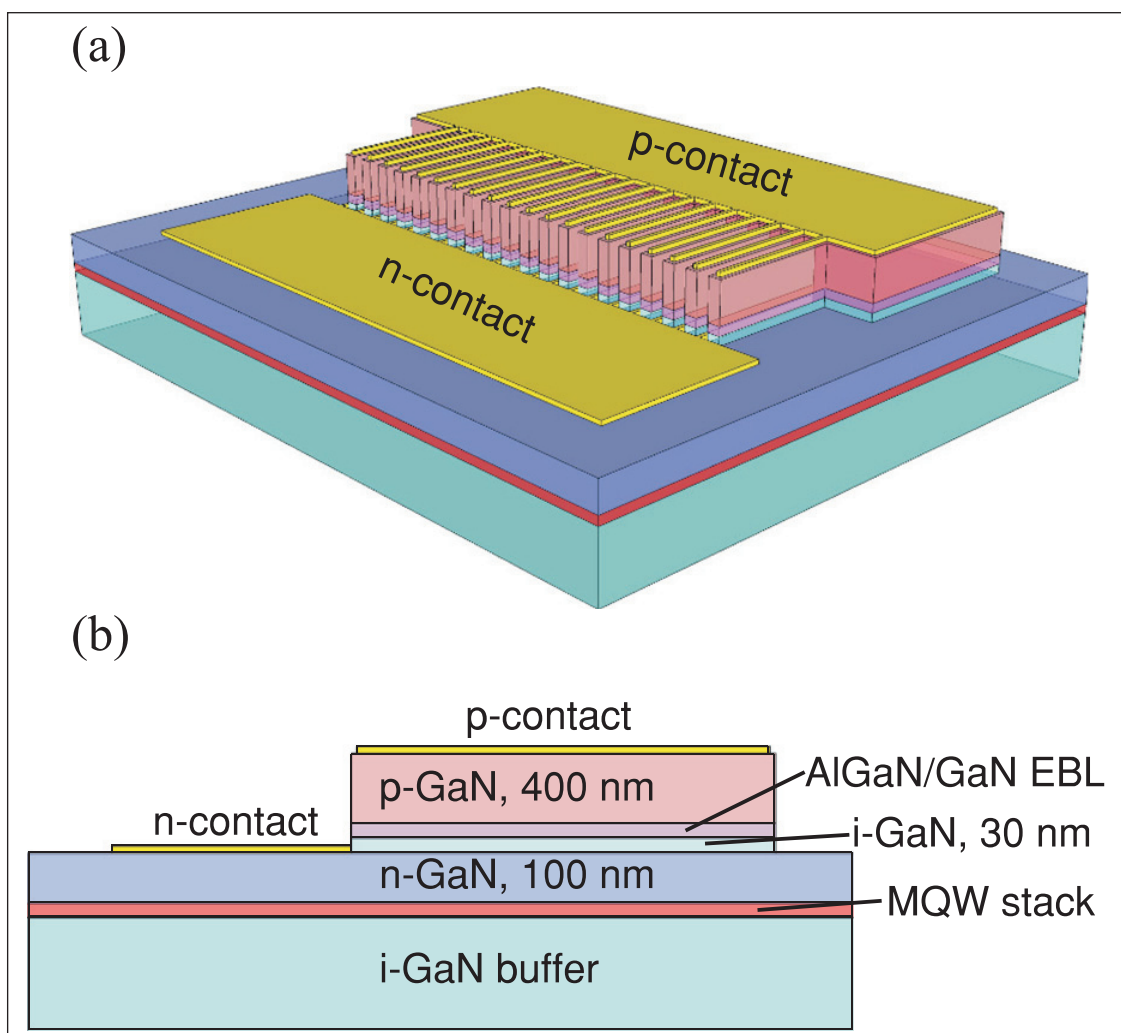 (a)
p-contact
n-contact
(b)
p-contact
AlGaN/GaN EBL
p-GaN, 400 nm
n-contact
i-GaN, 30 nm
n-GaN, 100 nm
MQW stack
i-GaN buffer